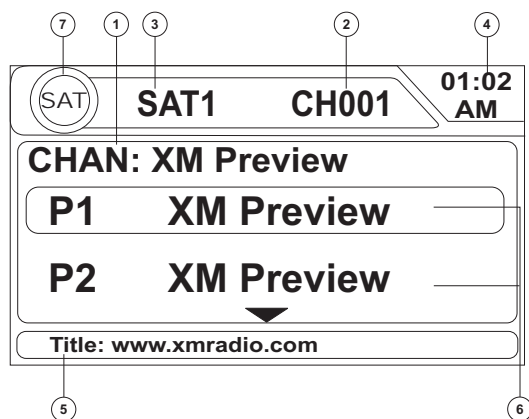 7 1 3 2 4
SAT SAT1 CH001 01:02
AM
CHAN: XM Preview
P1 XM Preview
P2 XM Preview
Title: www.xmradio.com
5 6